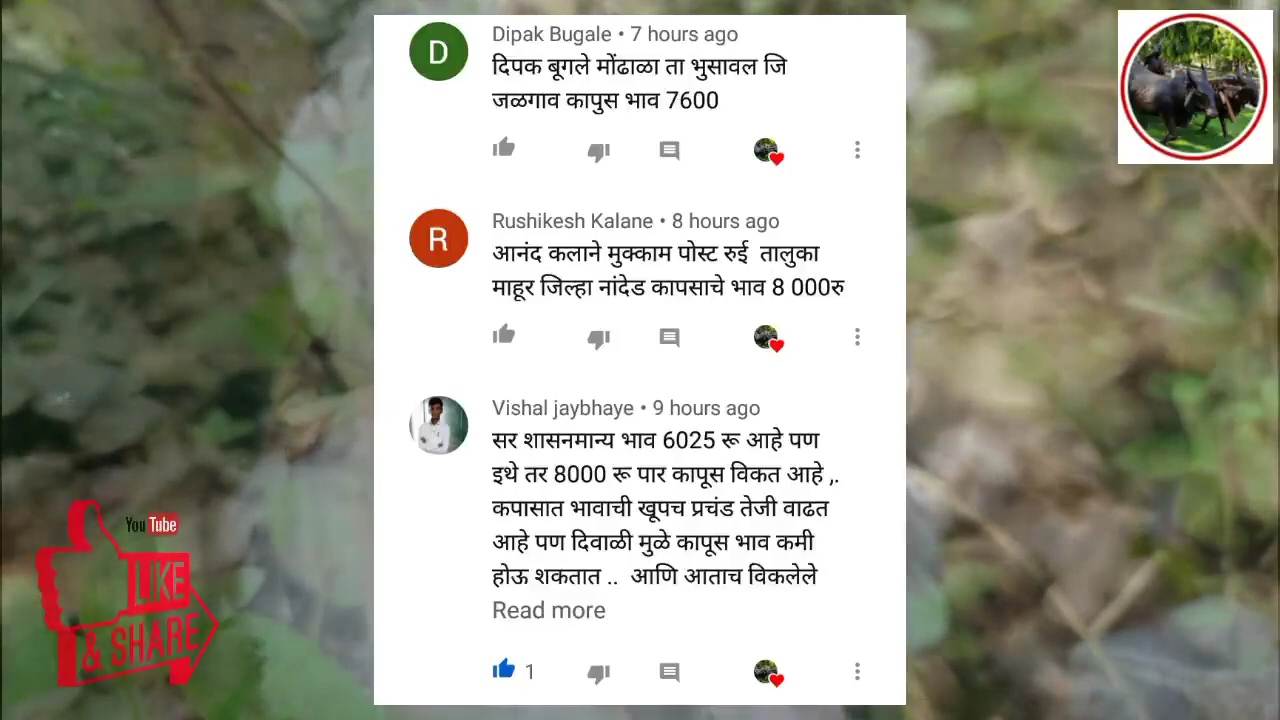 D
Dipak Bugale • 7 hours ago
दिपक बूगले मोंढाळा ता भुसावल जि
जळगाव कापुस भाव 7600
R
Rushikesh Kalane • 8 hours ago
आनंद कलाने मुक्काम पोस्ट रुई तालुका
माहूर जिल्हा नांदेड कापसाचे भाव 8 000रु
Vishal jaybhaye • 9 hours ago
सर शासनमान्य भाव 6025 रू आहे पण
इथे तर 8000 रू पार कापूस विकत आहे ,.
कपासात भावाची खूपच प्रचंड तेजी वाढत
आहे पण दिवाळी मुळे कापूस भाव कमी
होऊ शकतात .. आणि आताच विकलेले
Read more
1
You Tube
LIKE
& SHARE